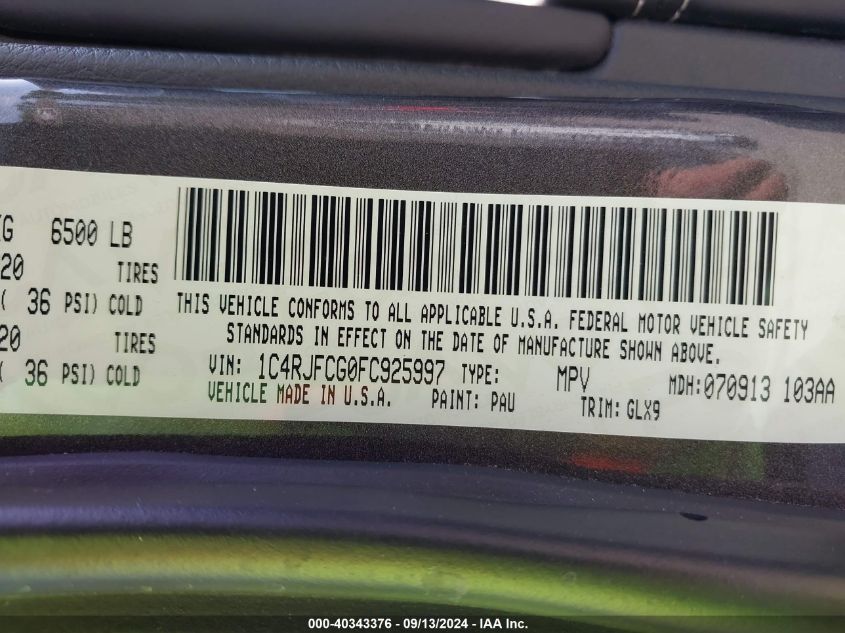 KG 6500 LB
20 TIRES
( 36 PSI) COLD
20 TIRES
( 36 PSI) COLD
THIS VEHICLE CONFORMS TO ALL APPLICABLE U.S.A. FEDERAL MOTOR VEHICLE SAFETY
STANDARDS IN EFFECT ON THE DATE OF MANUFACTURE SHOWN ABOVE.
VIN: 1C4RJFCG0FC925997 TYPE: MPV MDH:070913 103AA
VEHICLE MADE IN U.S.A. PAINT: PAU TRIM: GLX9
000-40343376 - 09/13/2024 - IAA Inc.